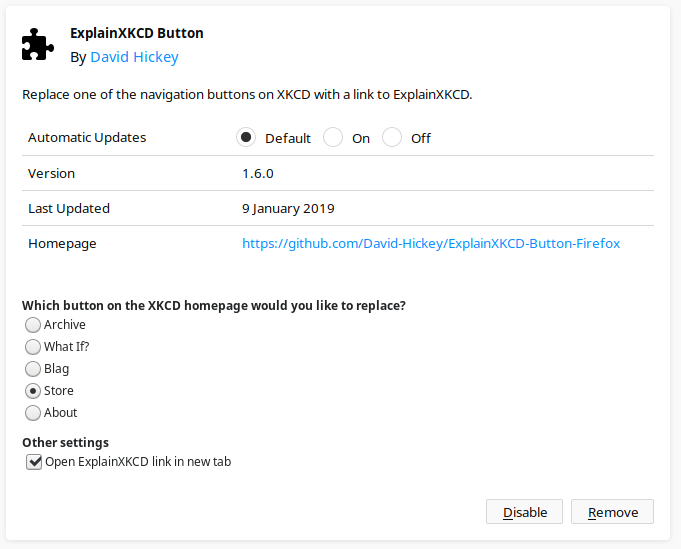 ExplainXKCD Button
By David Hickey
Replace one of the navigation buttons on XKCD with a link to ExplainXKCD.
Automatic Updates Default On Off
Version 1.6.0
Last Updated 9 January 2019
Homepage https://github.com/David-Hickey/ExplainXKCD-Button-Firefox
Which button on the XKCD homepage would you like to replace?
Archive
What If?
Blag
Store
About
Other settings
Open ExplainXKCD link in new tab
Disable Remove